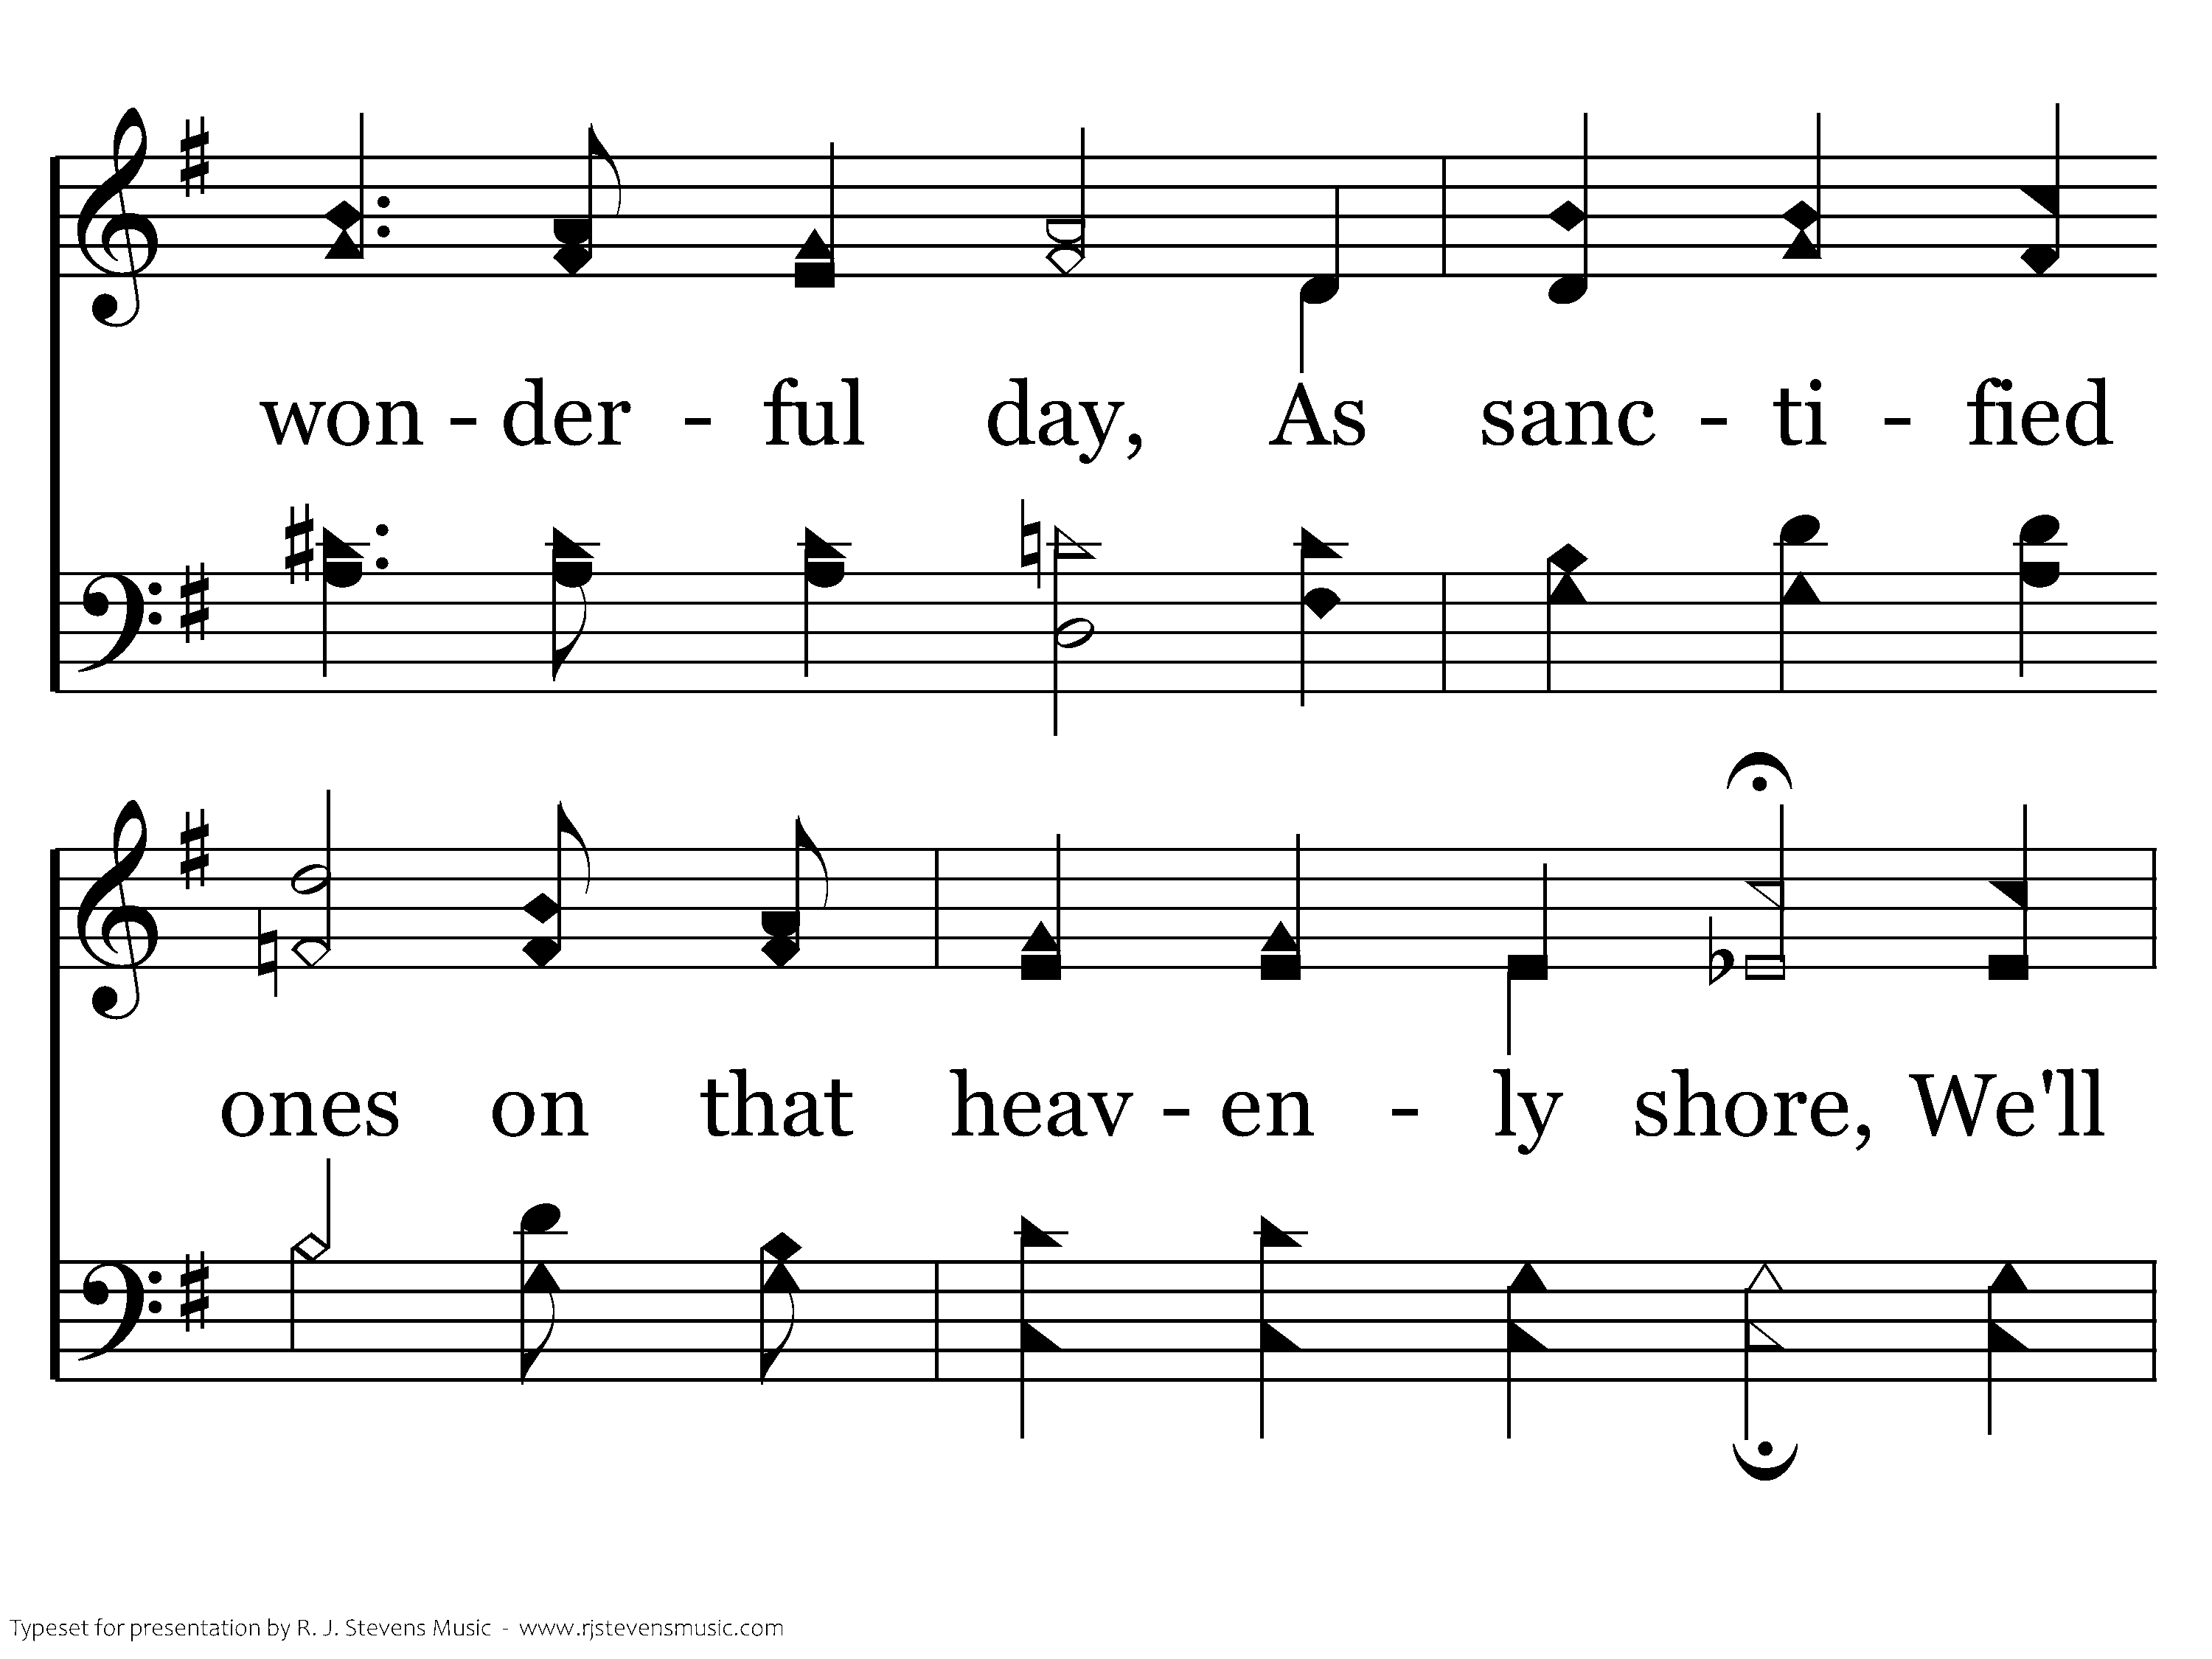 won - der - ful day, As sanc - ti - fied
ones on that heav - en - ly shore, We'll
Typeset for presentation by R. J. Stevens Music - www.rjstevensmusic.com